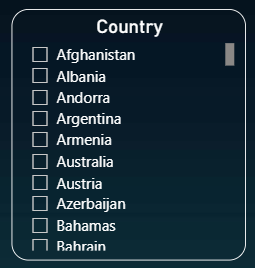 Country
Afghanistan
Albania
Andorra
Argentina
Armenia
Australia
Austria
Azerbaijan
Bahamas
Bahrain